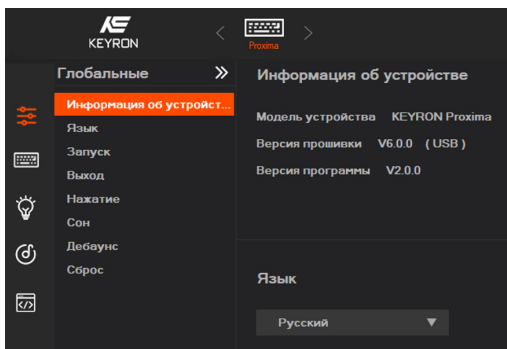 KEYRON
Proxima
Глобальные
Информация об устройст...
Язык
Запуск
Выход
Нажатие
Сон
Дебаунс
Сброс
Информация об устройстве
Модель устройства KEYRON Proxima
Версия прошивки V6.0.0 ( USB )
Версия программы V2.0.0
Язык
Русский